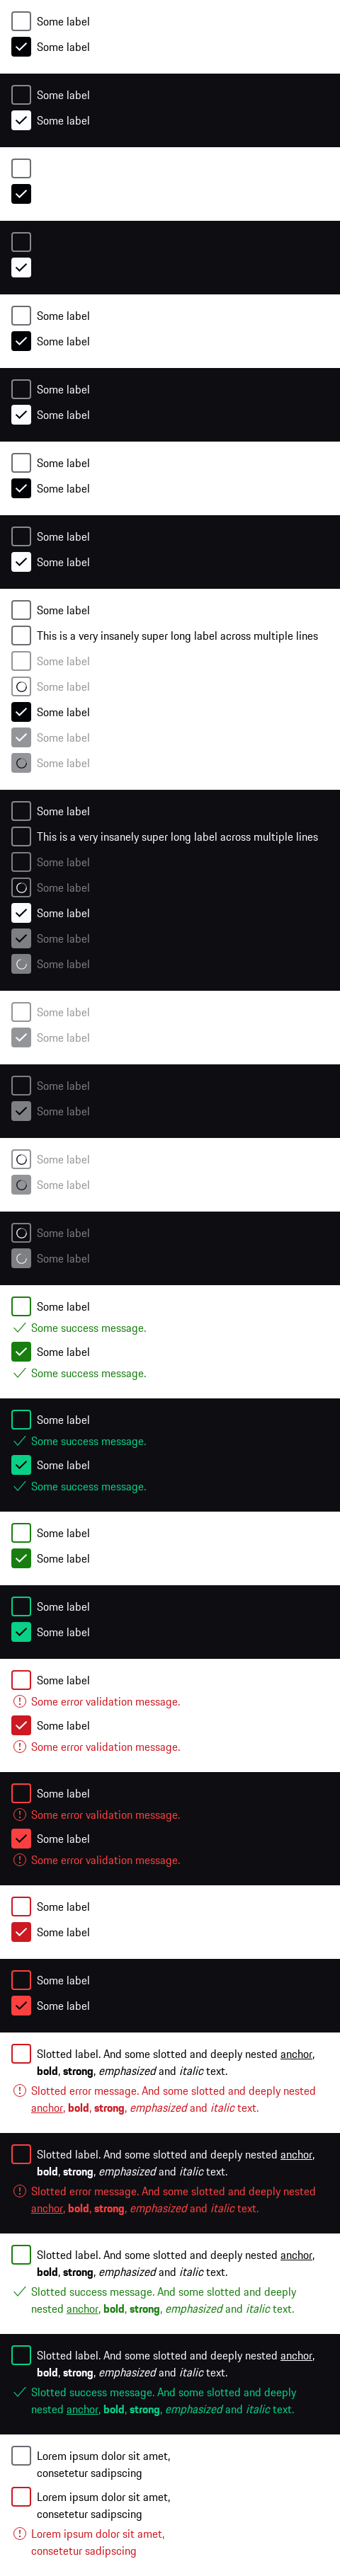 Some label
Some label
Some label
Some label
Some label
Some label
Some label
Some label
Some label
Some label
Some label
Some label
Some label
This is a very insanely super long label across multiple lines
Some label
Some label
Some label
Some label
Some label
Some label
This is a very insanely super long label across multiple lines
Some label
Some label
Some label
Some label
Some label
Some label
Some label
Some label
Some label
Some label
Some label
Some label
Some label
Some label
Some success message.
Some label
Some success message.
Some label
Some success message.
Some label
Some success message.
Some label
Some label
Some label
Some label
Some label
Some error validation message.
Some label
Some error validation message.
Some label
Some error validation message.
Some label
Some error validation message.
Some label
Some label
Some label
Some label
Slotted label. And some slotted and deeply nested anchor,
bold, strong, emphasized and italic text.
Slotted error message. And some slotted and deeply nested
anchor, bold, strong, emphasized and italic text.
Slotted label. And some slotted and deeply nested anchor,
bold, strong, emphasized and italic text.
Slotted error message. And some slotted and deeply nested
anchor, bold, strong, emphasized and italic text.
Slotted label. And some slotted and deeply nested anchor,
bold, strong, emphasized and italic text.
Slotted success message. And some slotted and deeply
nested anchor, bold, strong, emphasized and italic text.
Slotted label. And some slotted and deeply nested anchor,
bold, strong, emphasized and italic text.
Slotted success message. And some slotted and deeply
nested anchor, bold, strong, emphasized and italic text.
Lorem ipsum dolor sit amet,
consetetur sadipscing
Lorem ipsum dolor sit amet,
consetetur sadipscing
Lorem ipsum dolor sit amet,
consetetur sadipscing